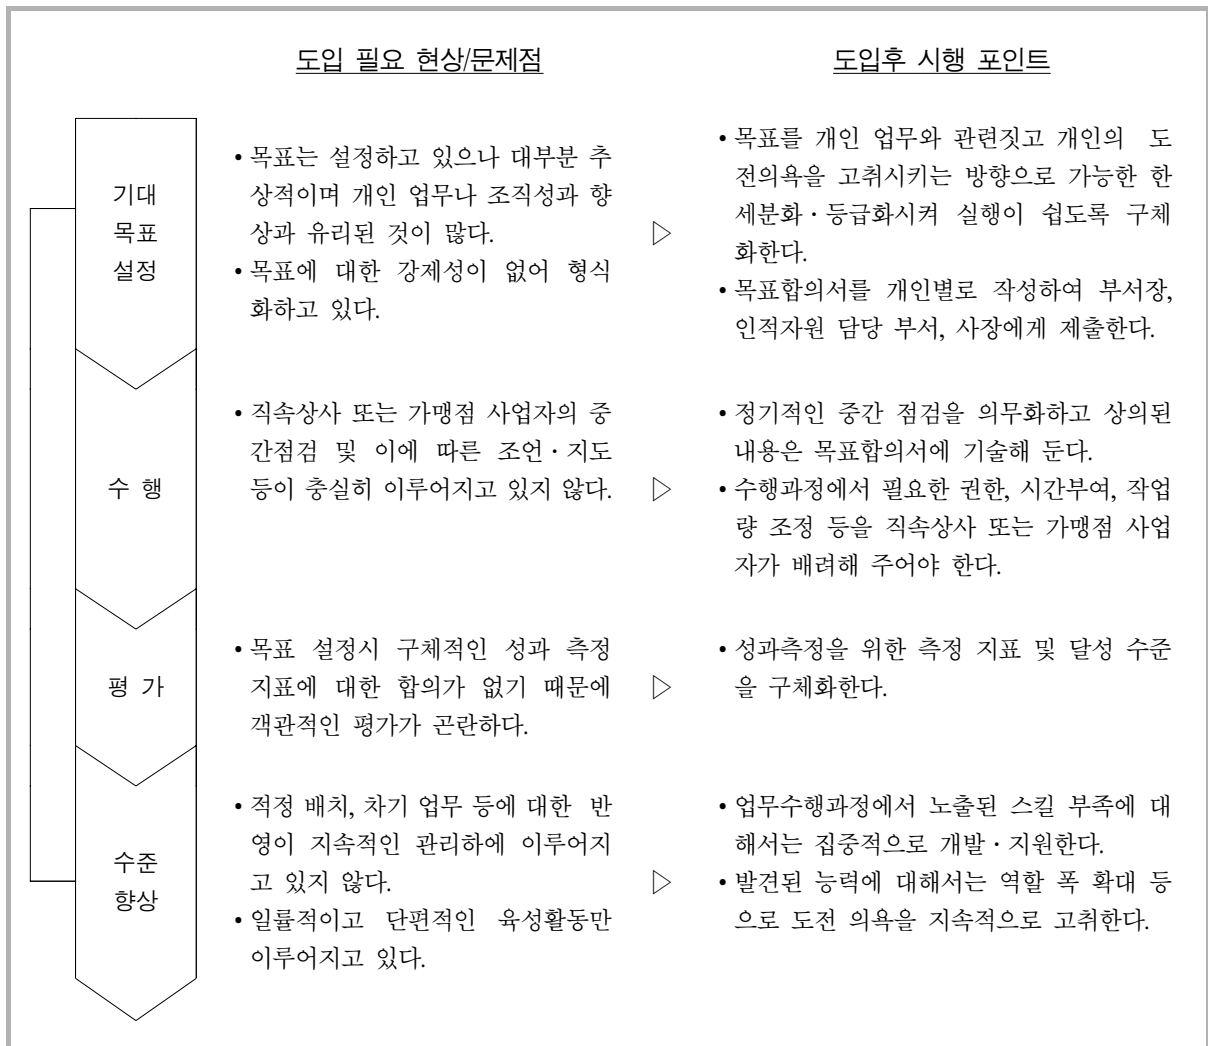 도입 필요 현상/문제점
도입후 시행 포인트
기대
목표
설정
• 목표는 설정하고 있으나 대부분 추
상적이며 개인 업무나 조직성과 향
상과 유리된 것이 많다.
• 목표에 대한 강제성이 없어 형식
화하고 있다.
▷
• 목표를 개인 업무와 관련짓고 개인의 도
전의욕을 고취시키는 방향으로 가능한 한
세분화·등급화시켜 실행이 쉽도록 구체
화한다.
• 목표합의서를 개인별로 작성하여 부서장,
인적자원 담당 부서, 사장에게 제출한다.
수 행
• 직속상사 또는 가맹점 사업자의 중
간점검 및 이에 따른 조언·지도
등이 충실히 이루어지고 있지 않다.
▷
• 정기적인 중간 점검을 의무화하고 상의된
내용은 목표합의서에 기술해 둔다.
• 수행과정에서 필요한 권한, 시간부여, 작업
량 조정 등을 직속상사 또는 가맹점 사업
자가 배려해 주어야 한다.
평 가
• 목표 설정시 구체적인 성과 측정
지표에 대한 합의가 없기 때문에
객관적인 평가가 곤란하다.
▷
• 성과측정을 위한 측정 지표 및 달성 수준
을 구체화한다.
수준
향상
• 적정 배치, 차기 업무 등에 대한 반
영이 지속적인 관리하에 이루어지
고 있지 않다.
• 일률적이고 단편적인 육성활동만
이루어지고 있다.
▷
• 업무수행과정에서 노출된 스킬 부족에 대
해서는 집중적으로 개발·지원한다.
• 발견된 능력에 대해서는 역할 폭 확대 등
으로 도전 의욕을 지속적으로 고취한다.